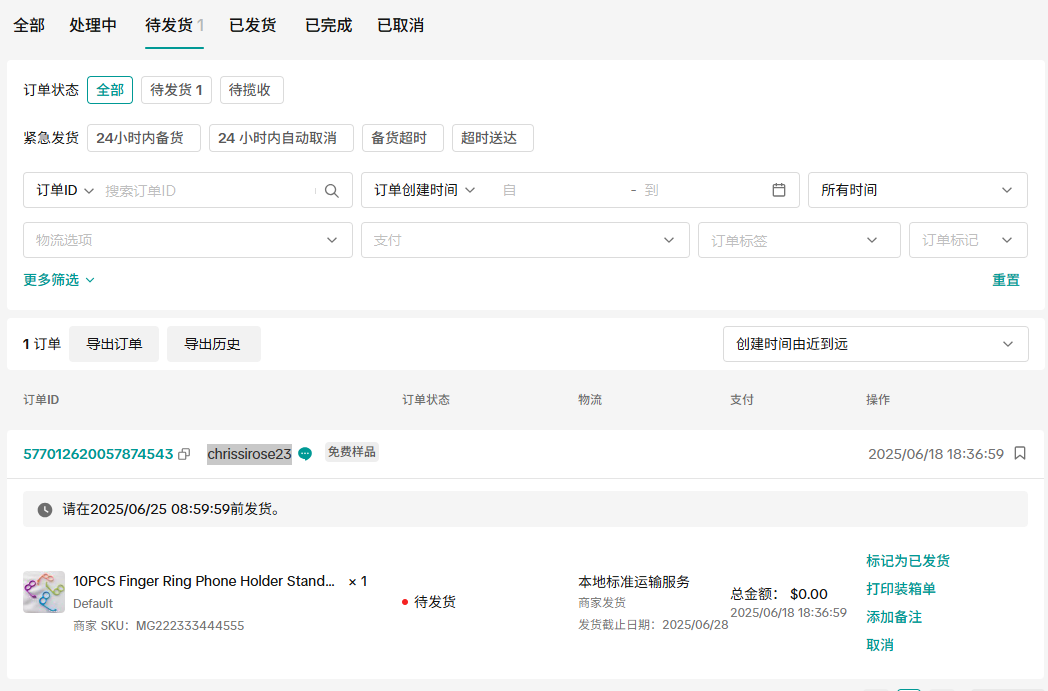 全部 处理中 待发货 1 已发货 已完成 已取消
订单状态 全部 待发货 1 待揽收
紧急发货 24小时内备货 24 小时内自动取消 备货超时 超时送达
订单ID 搜索订单ID 订单创建时间 自 - 到 所有时间
物流选项 支付 订单标签 订单标记
更多筛选 重置
1 订单 导出订单 导出历史 创建时间由近到远
订单ID 订单状态 物流 支付 操作
577012620057874543 chrissirose23 免费样品 2025/06/18 18:36:59
请在2025/06/25 08:59:59前发货。
10PCS Finger Ring Phone Holder Stand... × 1
Default
商家 SKU： MG222333444555
待发货
本地标准运输服务
商家发货
发货截止日期： 2025/06/28
总金额： $0.00
2025/06/18 18:36:59
标记为已发货
打印装箱单
添加备注
取消